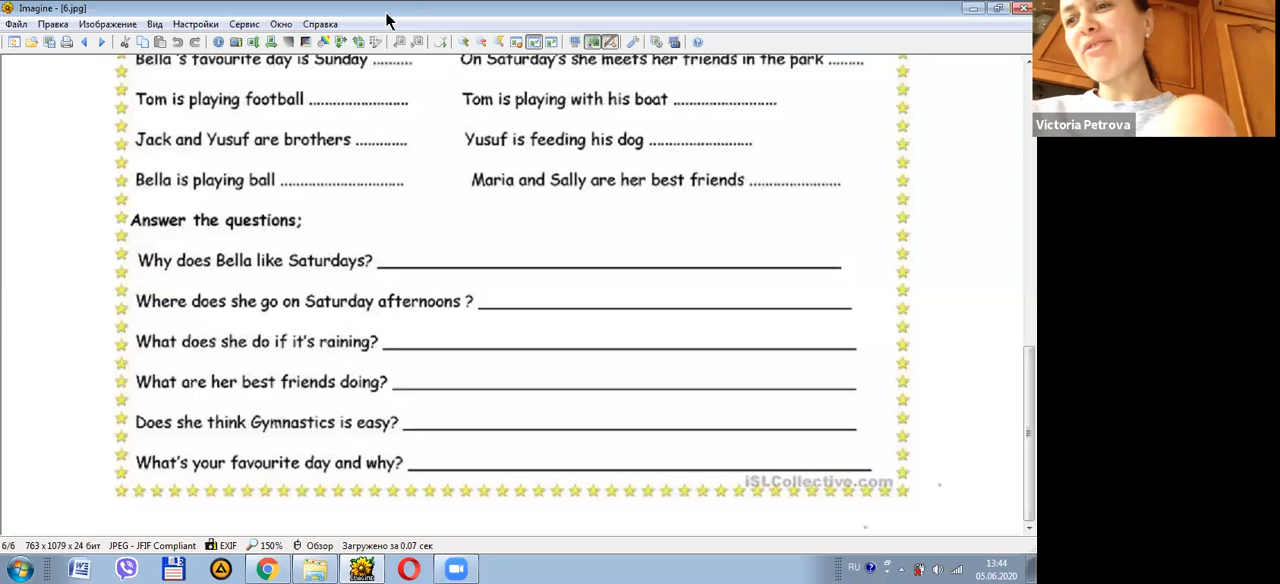 Imagine - [6.jpg]
Файл Правка Изображение Вид Настройки Сервис Окно Справка
Bella 's favourite day is Sunday .......... On Saturday's she meets her friends in the park .........
Tom is playing football .......................... Tom is playing with his boat ...........................
Jack and Yusuf are brothers ............. Yusuf is feeding his dog ...........................
Bella is playing ball ................................ Maria and Sally are her best friends .......................
Answer the questions;
Why does Bella like Saturdays? ____________
Where does she go on Saturday afternoons ? ____________
What does she do if it's raining? ____________
What are her best friends doing? ____________
Does she think Gymnastics is easy? ____________
What's your favourite day and why? ____________
iSLCollective.com
6/6 763 x 1079 x 24 бит JPEG - JFIF Compliant EXIF 150% Обзор Загружено за 0.07 сек
RU 13:44
05.06.2020
Victoria Petrova